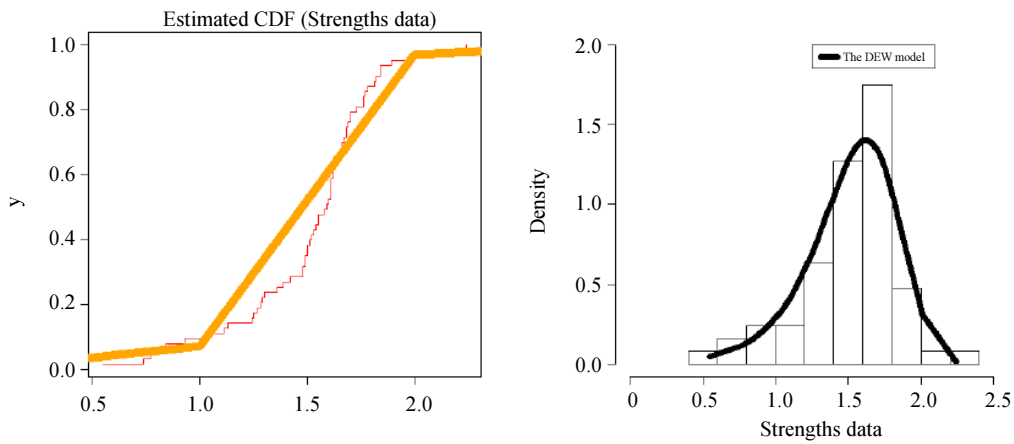 Estimated CDF (Strengths data)
y
1.0
0.8
0.6
0.4
0.2
0.0
0.5 1.0 1.5 2.0
The DEW model
Density
2.0
1.5
1.0
0.5
0.0
0 0.5 1.0 1.5 2.0 2.5
Strengths data